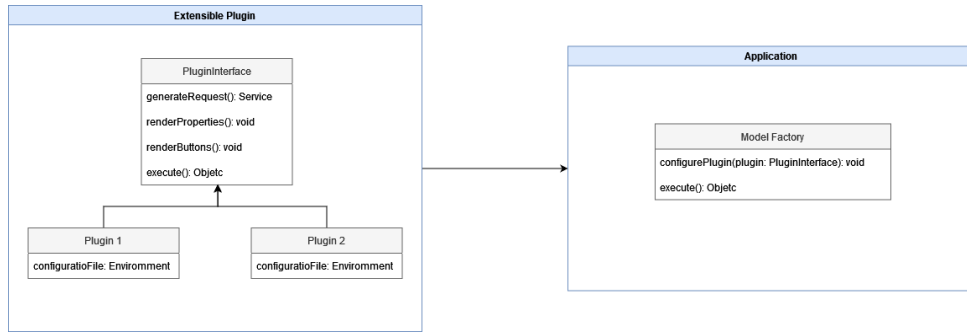 Extensible Plugin
PluginInterface
generateRequest(): Service
renderProperties(): void
renderButtons(): void
execute(): Objetc
Plugin 1
configuratioFile: Enviromment
Plugin 2
configuratioFile: Enviromment
Application
Model Factory
configurePlugin(plugin: PluginInterface): void
execute(): Objetc